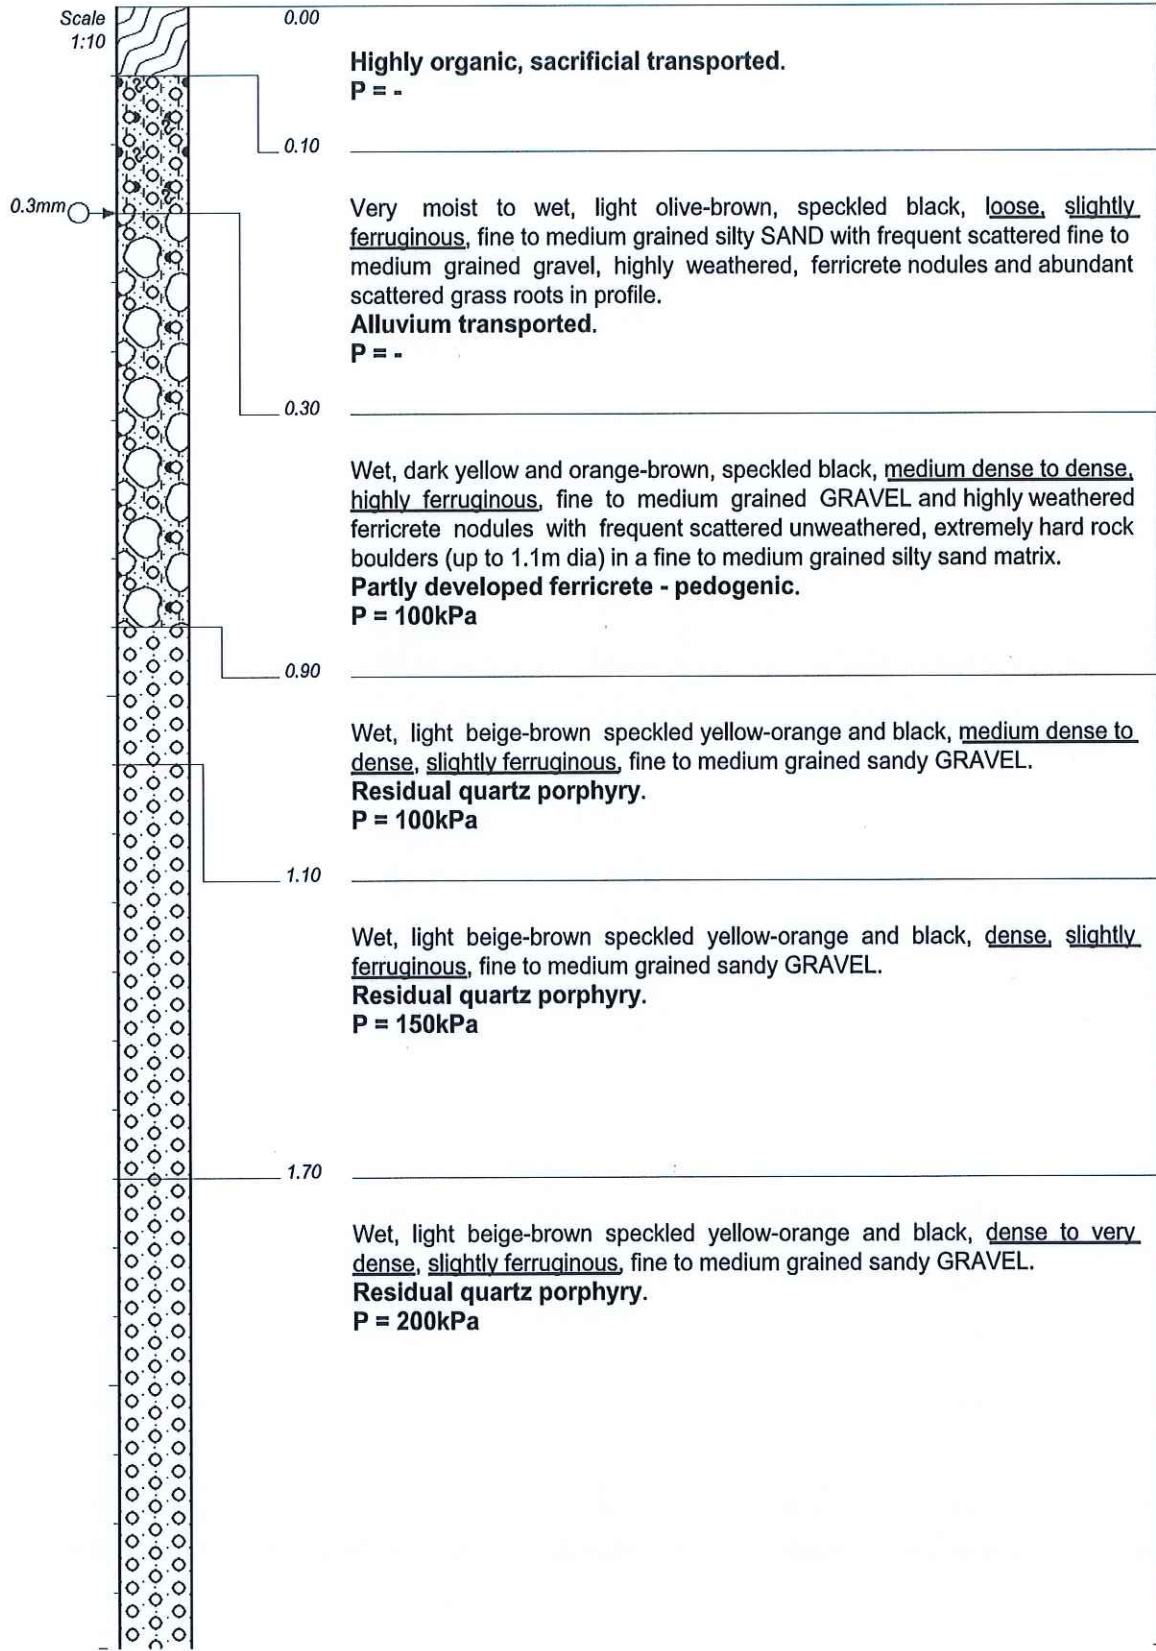 Scale
1:10
0.00
Highly organic, sacrificial transported.
P = -
0.10
0.3mm
Very moist to wet, light olive-brown, speckled black, loose, slightly
ferruginous, fine to medium grained silty SAND with frequent scattered fine to
medium grained gravel, highly weathered, ferricrete nodules and abundant
scattered grass roots in profile.
Alluvium transported.
P = -
0.30
Wet, dark yellow and orange-brown, speckled black, medium dense to dense,
highly ferruginous, fine to medium grained GRAVEL and highly weathered
ferricrete nodules with frequent scattered unweathered, extremely hard rock
boulders (up to 1.1m dia) in a fine to medium grained silty sand matrix.
Partly developed ferricrete - pedogenic.
P = 100kPa
0.90
Wet, light beige-brown speckled yellow-orange and black, medium dense to
dense, slightly ferruginous, fine to medium grained sandy GRAVEL.
Residual quartz porphyry.
P = 100kPa
1.10
Wet, light beige-brown speckled yellow-orange and black, dense, slightly
ferruginous, fine to medium grained sandy GRAVEL.
Residual quartz porphyry.
P = 150kPa
1.70
Wet, light beige-brown speckled yellow-orange and black, dense to very
dense, slightly ferruginous, fine to medium grained sandy GRAVEL.
Residual quartz porphyry.
P = 200kPa